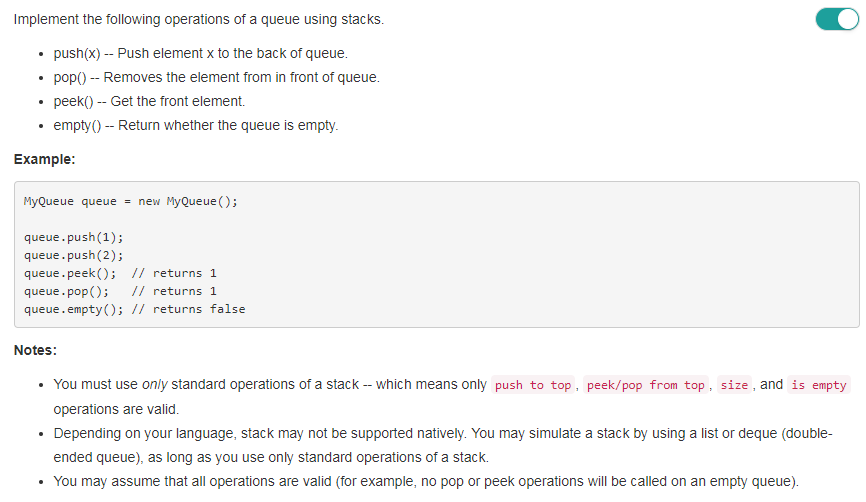 Implement the following operations of a queue using stacks.
push(x) -- Push element x to the back of queue.
pop() -- Removes the element from in front of queue.
peek() -- Get the front element.
empty() -- Return whether the queue is empty.
Example:
MyQueue queue = new MyQueue();
queue.push(1);
queue.push(2);
queue.peek();  // returns 1
queue.pop();   // returns 1
queue.empty(); // returns false
Notes:
You must use only standard operations of a stack -- which means only push to top, peek/pop from top, size, and is empty
operations are valid.
Depending on your language, stack may not be supported natively. You may simulate a stack by using a list or deque (double-
ended queue), as long as you use only standard operations of a stack.
You may assume that all operations are valid (for example, no pop or peek operations will be called on an empty queue).